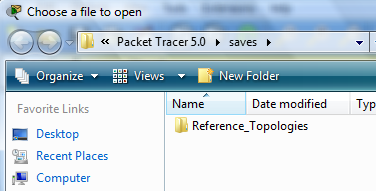 Choose a file to open
« Packet Tracer 5.0 saves
Organize Views New Folder
Favorite Links
Desktop
Recent Places
Computer
Name Date modified Typ
Reference_Topologies